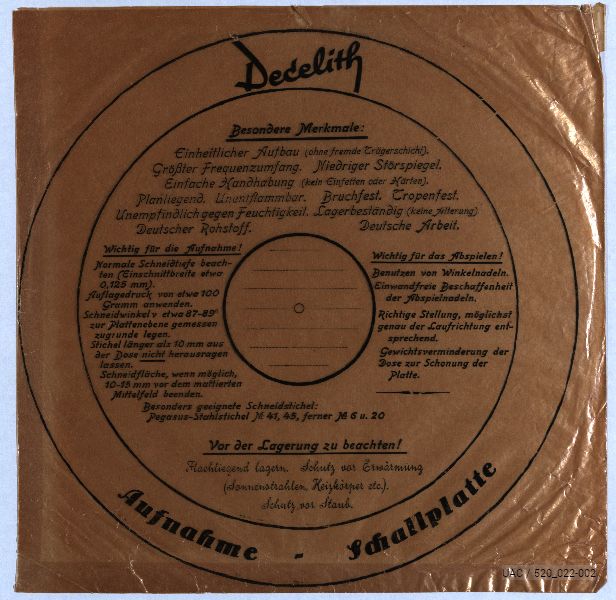 Decelith
Besondere Merkmale:
Einheitlicher Aufbau (ohne fremde Trägerschicht).
Größter Frequenzumfang. Niedriger Störspiegel.
Einfache Handhabung (kein Einfetten oder Härten).
Planliegend. Unentflammbar. Bruchfest. Tropenfest.
Unempfindlich gegen Feuchtigkeit. Lagerbeständig (keine Alterung)
Deutscher Rohstoff. Deutsche Arbeit.
Wichtig für die Aufnahme!
Normale Schneidtiefe beach-
ten (Einschnittbreite etwa
0,125 mm).
Auflagedruck von etwa 100
Gramm anwenden.
Schneidwinkel v etwa 87-89°
zur Plattenebene gemessen
zugrunde legen.
Stichel länger als 10 mm aus
der Dose nicht herausragen
lassen.
Schneidfläche, wenn möglich,
10-15 mm vor dem mattierten
Mittelfeld beenden.
Besonders geeignete Schneidstichel:
Pegasus-Stahlstichel № 41, 45, ferner № 6 u. 20
Wichtig für das Abspielen!
Benutzen von Winkelnadeln.
Einwandfreie Beschaffenheit
der Abspielnadeln.
Richtige Stellung, möglichst
genau der Laufrichtung ent-
sprechend.
Gewichtsverminderung der
Dose zur Schonung der
Platte.
Vor der Lagerung zu beachten!
Flachliegend lagern. Schutz vor Erwärmung
(Sonnenstrahlen, Heizkörper etc.).
Schutz vor Staub.
Aufnahme - Schallplatte
UAC / 520_022-002